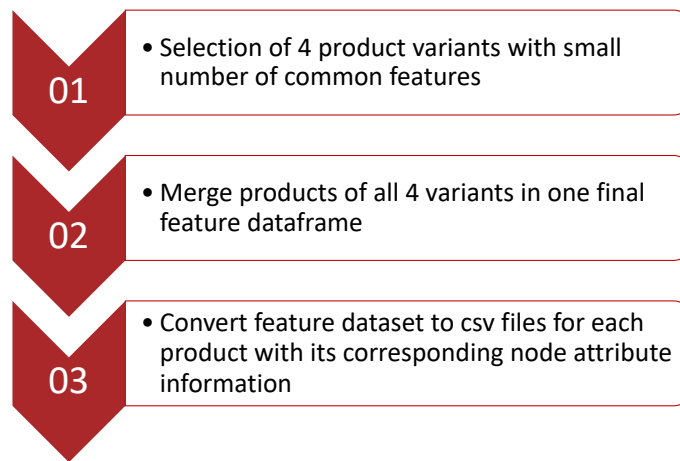 01
• Selection of 4 product variants with small
number of common features
02
• Merge products of all 4 variants in one final
feature dataframe
03
• Convert feature dataset to csv files for each
product with its corresponding node attribute
information